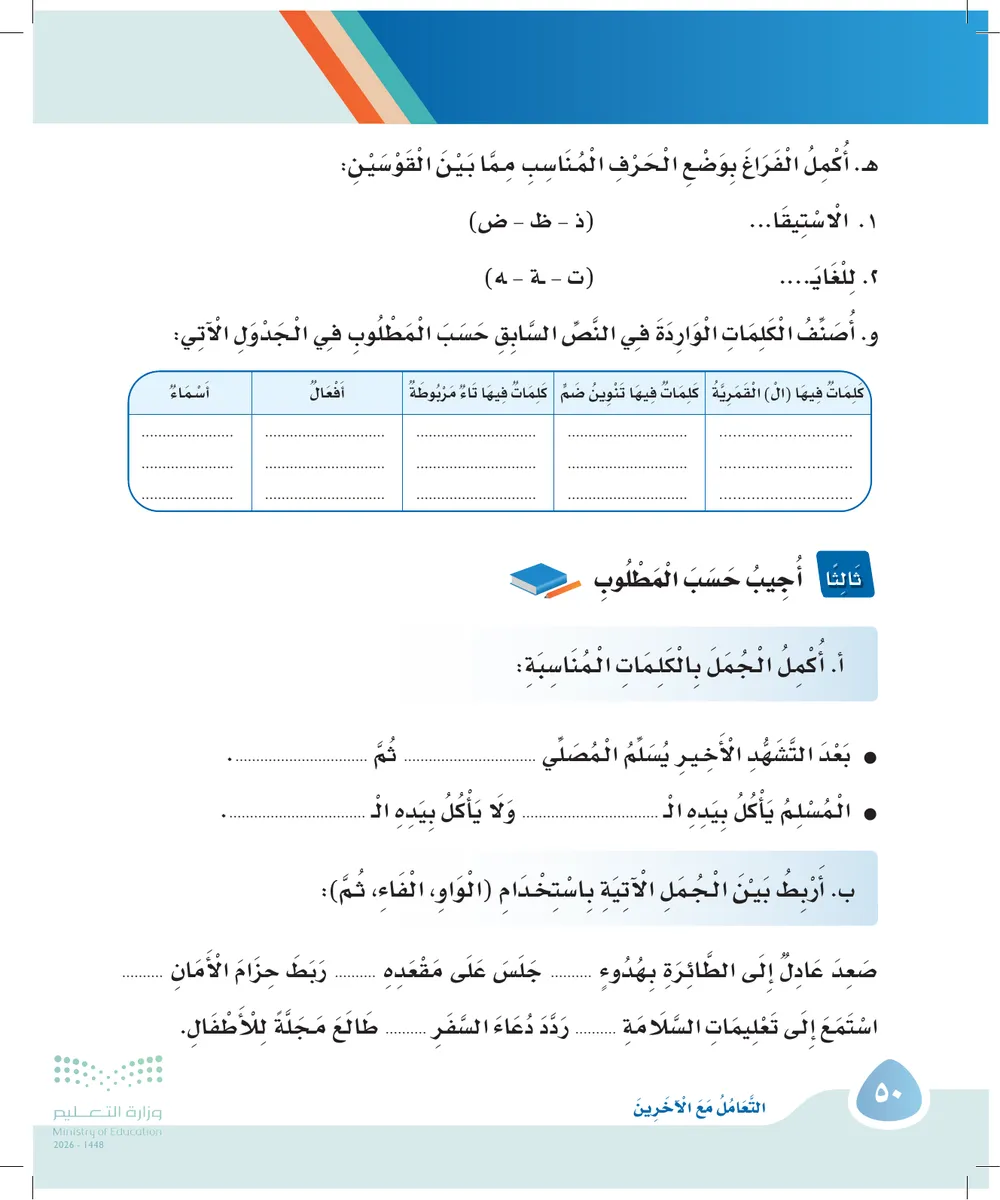 هـ. أُكْمِلُ الْفَرَاغَ بِوَضْعِ الْحَرْفِ الْمُنَاسِبِ مِمَّا بَيْنَ الْقَوْسَيْنِ:
١. الْاسْتِيقَا... (ذ - ظ - ض)
٢. لِلْغَايَـ.... (ت - ـة - ـه)
و. أُصَنِّفُ الْكَلِمَاتِ الْوَارِدَةَ فِي النَّصِّ السَّابِقِ حَسَبَ الْمَطْلُوبِ فِي الْجَدْوَلِ الْآتِي:
كَلِمَاتٌ فِيهَا (الْ) الْقَمَرِيَّةُ كَلِمَاتٌ فِيهَا تَنْوِينُ ضَمٍّ كَلِمَاتٌ فِيهَا تَاءٌ مَرْبُوطَةٌ أَفْعَالٌ أَسْمَاءٌ
........................... ........................... ........................... ........................... ......................
........................... ........................... ........................... ........................... ......................
........................... ........................... ........................... ........................... ......................
ثَالِثًا أُجِيبُ حَسَبَ الْمَطْلُوبِ
أ. أُكْمِلُ الْجُمَلَ بِالْكَلِمَاتِ الْمُنَاسِبَةِ:
● بَعْدَ التَّشَهُّدِ الْأَخِيرِ يُسَلِّمُ الْمُصَلِّي ................................ ثُمَّ ................................ .
● الْمُسْلِمُ يَأْكُلُ بِيَدِهِ الْـ ................................ وَلَا يَأْكُلُ بِيَدِهِ الْـ ................................ .
ب. أَرْبِطُ بَيْنَ الْجُمَلِ الْآتِيَةِ بِاسْتِخْدَامِ (الْوَاوِ، الْفَاءِ، ثُمَّ):
صَعِدَ عَادِلٌ إِلَى الطَّائِرَةِ بِهُدُوءٍ .......... جَلَسَ عَلَى مَقْعَدِهِ .......... رَبَطَ حِزَامَ الْأَمَانِ ..........
اسْتَمَعَ إِلَى تَعْلِيمَاتِ السَّلَامَةِ .......... رَدَّدَ دُعَاءَ السَّفَرِ .......... طَالَعَ مَجَلَّةً لِلْأَطْفَالِ.
٥٠
التَّعَامُلُ مَعَ الْآخَرِينَ
وزارة التعـــليم
Ministry of Education
2026 - 1448